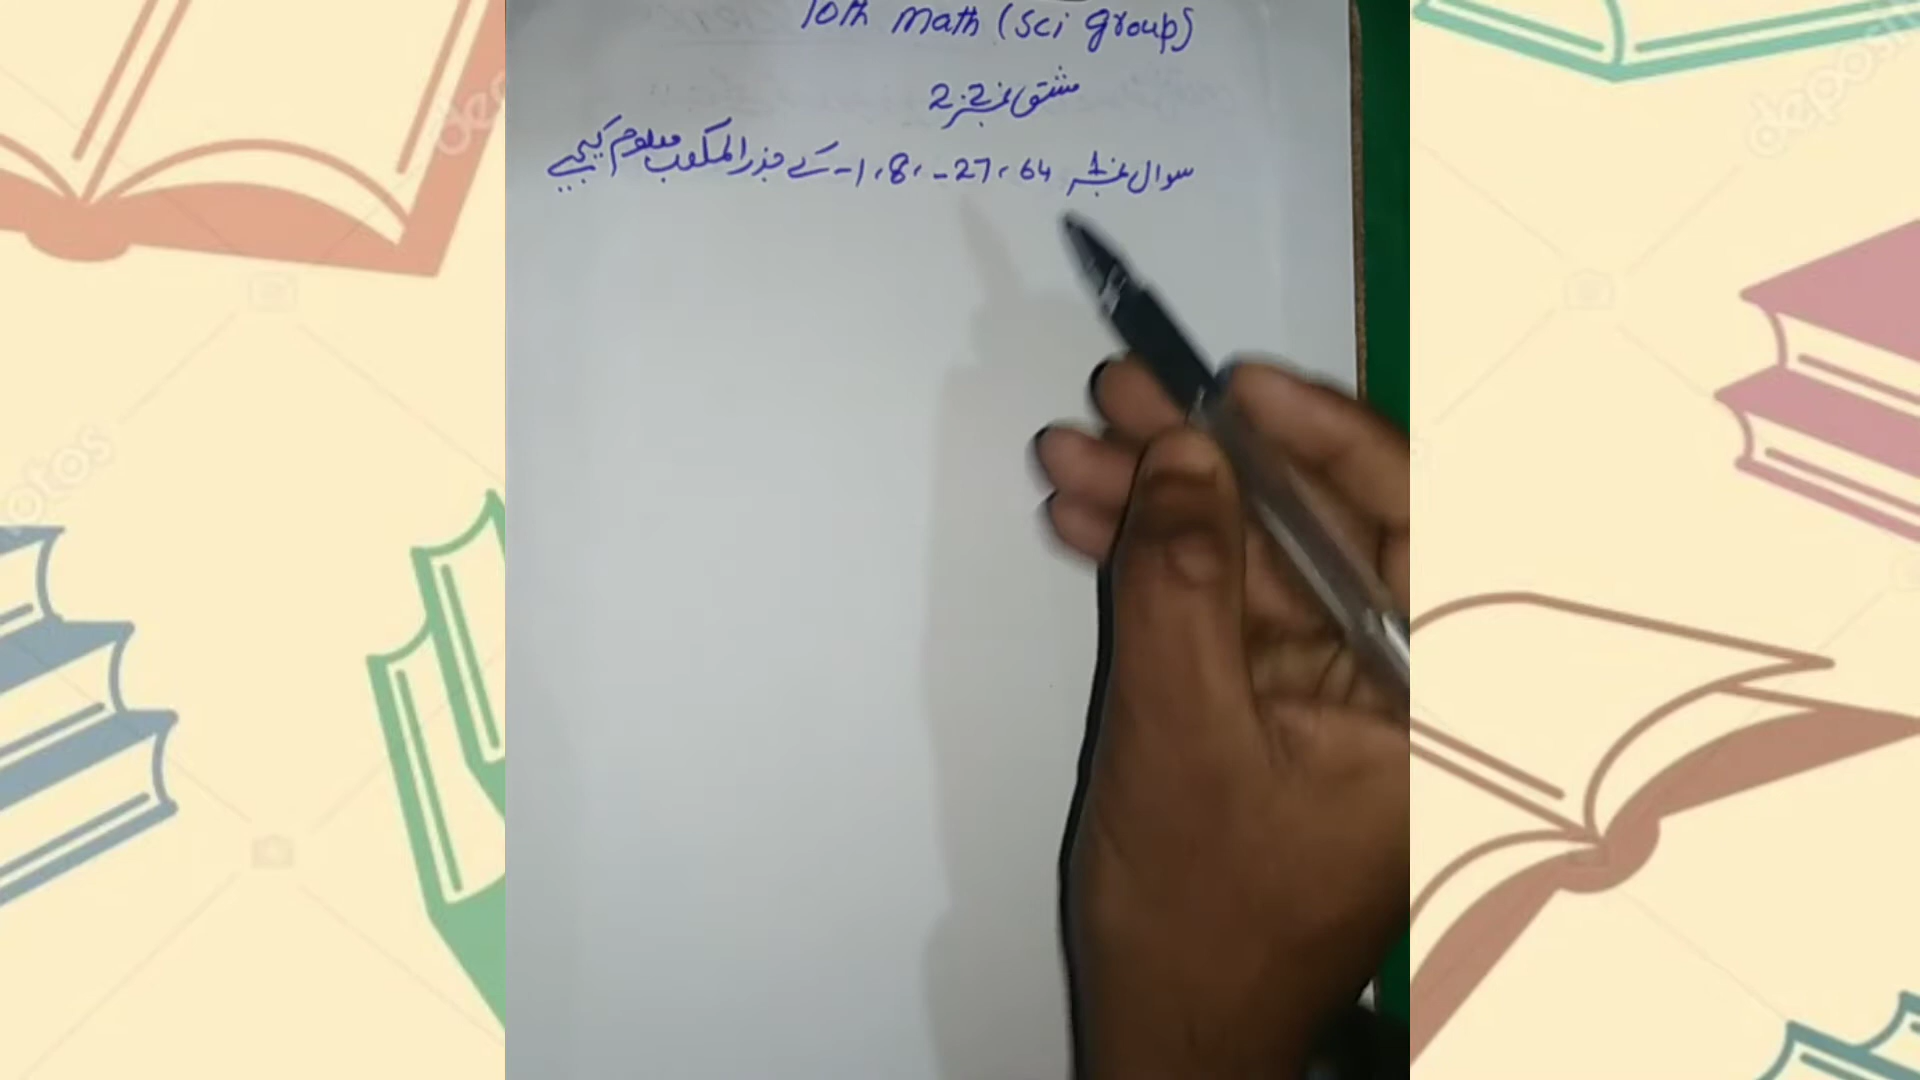 10th Math (Sci group)
مشق نمبر 2.2
سوال نمبر 1 64، 27-، 8، 1- کے جذر المکعب معلوم کیجیے
depositphotos